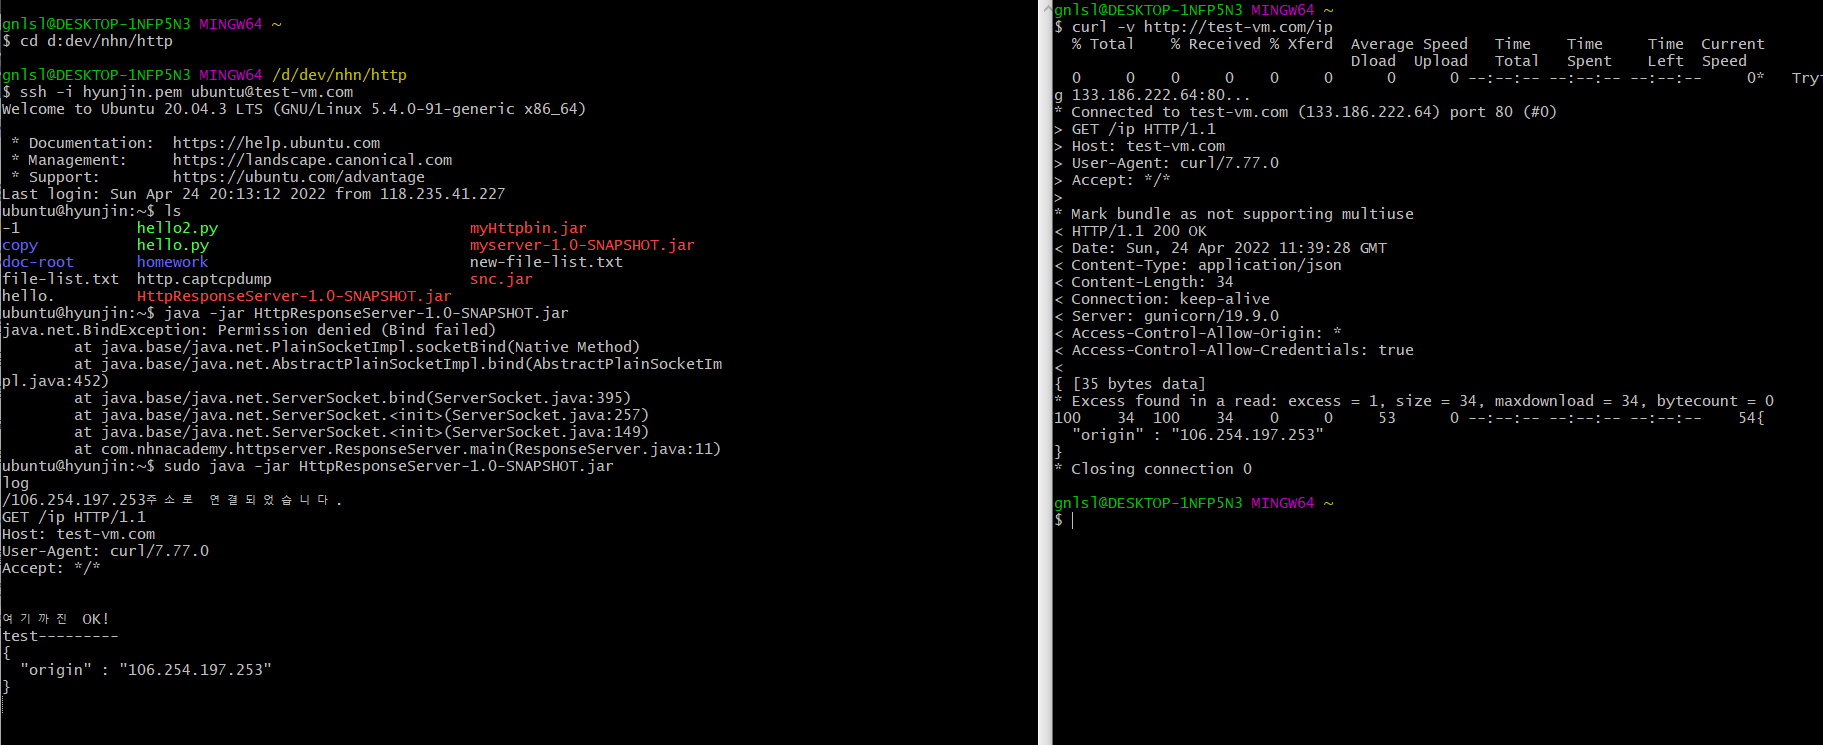 gnlsl@DESKTOP-1NFP5N3 MINGW64 ~
$ cd d:dev/nhn/http
gnlsl@DESKTOP-1NFP5N3 MINGW64 /d/dev/nhn/http
$ ssh -i hyunjin.pem ubuntu@test-vm.com
Welcome to Ubuntu 20.04.3 LTS (GNU/Linux 5.4.0-91-generic x86_64)
 * Documentation:  https://help.ubuntu.com
 * Management:     https://landscape.canonical.com
 * Support:        https://ubuntu.com/advantage
Last login: Sun Apr 24 20:13:12 2022 from 118.235.41.227
ubuntu@hyunjin:~$ ls
-1             hello2.py                            myHttpbin.jar
copy           hello.py                             myserver-1.0-SNAPSHOT.jar
doc-root       homework                             new-file-list.txt
file-list.txt  http.captcpdump                      snc.jar
hello.         HttpResponseServer-1.0-SNAPSHOT.jar
ubuntu@hyunjin:~$ java -jar HttpResponseServer-1.0-SNAPSHOT.jar
java.net.BindException: Permission denied (Bind failed)
        at java.base/java.net.PlainSocketImpl.socketBind(Native Method)
        at java.base/java.net.AbstractPlainSocketImpl.bind(AbstractPlainSocketIm
pl.java:452)
        at java.base/java.net.ServerSocket.bind(ServerSocket.java:395)
        at java.base/java.net.ServerSocket.<init>(ServerSocket.java:257)
        at java.base/java.net.ServerSocket.<init>(ServerSocket.java:149)
        at com.nhnacademy.httpserver.ResponseServer.main(ResponseServer.java:11)
ubuntu@hyunjin:~$ sudo java -jar HttpResponseServer-1.0-SNAPSHOT.jar
log
/106.254.197.253주소로 연결되었습니다.
GET /ip HTTP/1.1
Host: test-vm.com
User-Agent: curl/7.77.0
Accept: */*
여기까진 OK!
test---------
{
  "origin" : "106.254.197.253"
}
gnlsl@DESKTOP-1NFP5N3 MINGW64 ~
$ curl -v http://test-vm.com/ip
  % Total    % Received % Xferd  Average Speed   Time    Time     Time  Current
                                 Dload  Upload   Total   Spent    Left  Speed
  0     0    0     0    0     0      0      0 --:--:-- --:--:-- --:--:--     0*   Try
g 133.186.222.64:80...
* Connected to test-vm.com (133.186.222.64) port 80 (#0)
> GET /ip HTTP/1.1
> Host: test-vm.com
> User-Agent: curl/7.77.0
> Accept: */*
>
* Mark bundle as not supporting multiuse
< HTTP/1.1 200 OK
< Date: Sun, 24 Apr 2022 11:39:28 GMT
< Content-Type: application/json
< Content-Length: 34
< Connection: keep-alive
< Server: gunicorn/19.9.0
< Access-Control-Allow-Origin: *
< Access-Control-Allow-Credentials: true
<
{ [35 bytes data]
* Excess found in a read: excess = 1, size = 34, maxdownload = 34, bytecount = 0
100    34  100    34    0     0     53      0 --:--:-- --:--:-- --:--:--    54{
  "origin" : "106.254.197.253"
}
* Closing connection 0
gnlsl@DESKTOP-1NFP5N3 MINGW64 ~
$